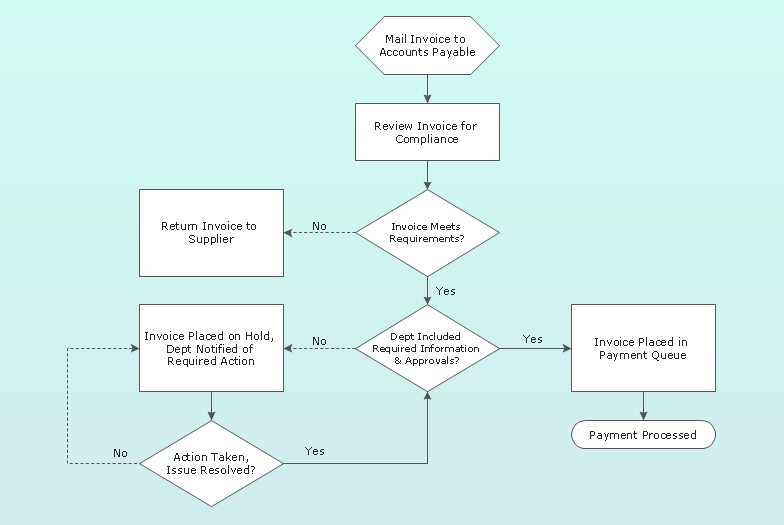 Mail Invoice to
Accounts Payable
Review Invoice for
Compliance
Invoice Meets
Requirements?
No
Return Invoice to
Supplier
Yes
Dept Included
Required Information
& Approvals?
No
Invoice Placed on Hold,
Dept Notified of
Required Action
Yes
Invoice Placed in
Payment Queue
Payment Processed
Action Taken,
Issue Resolved?
No
Yes